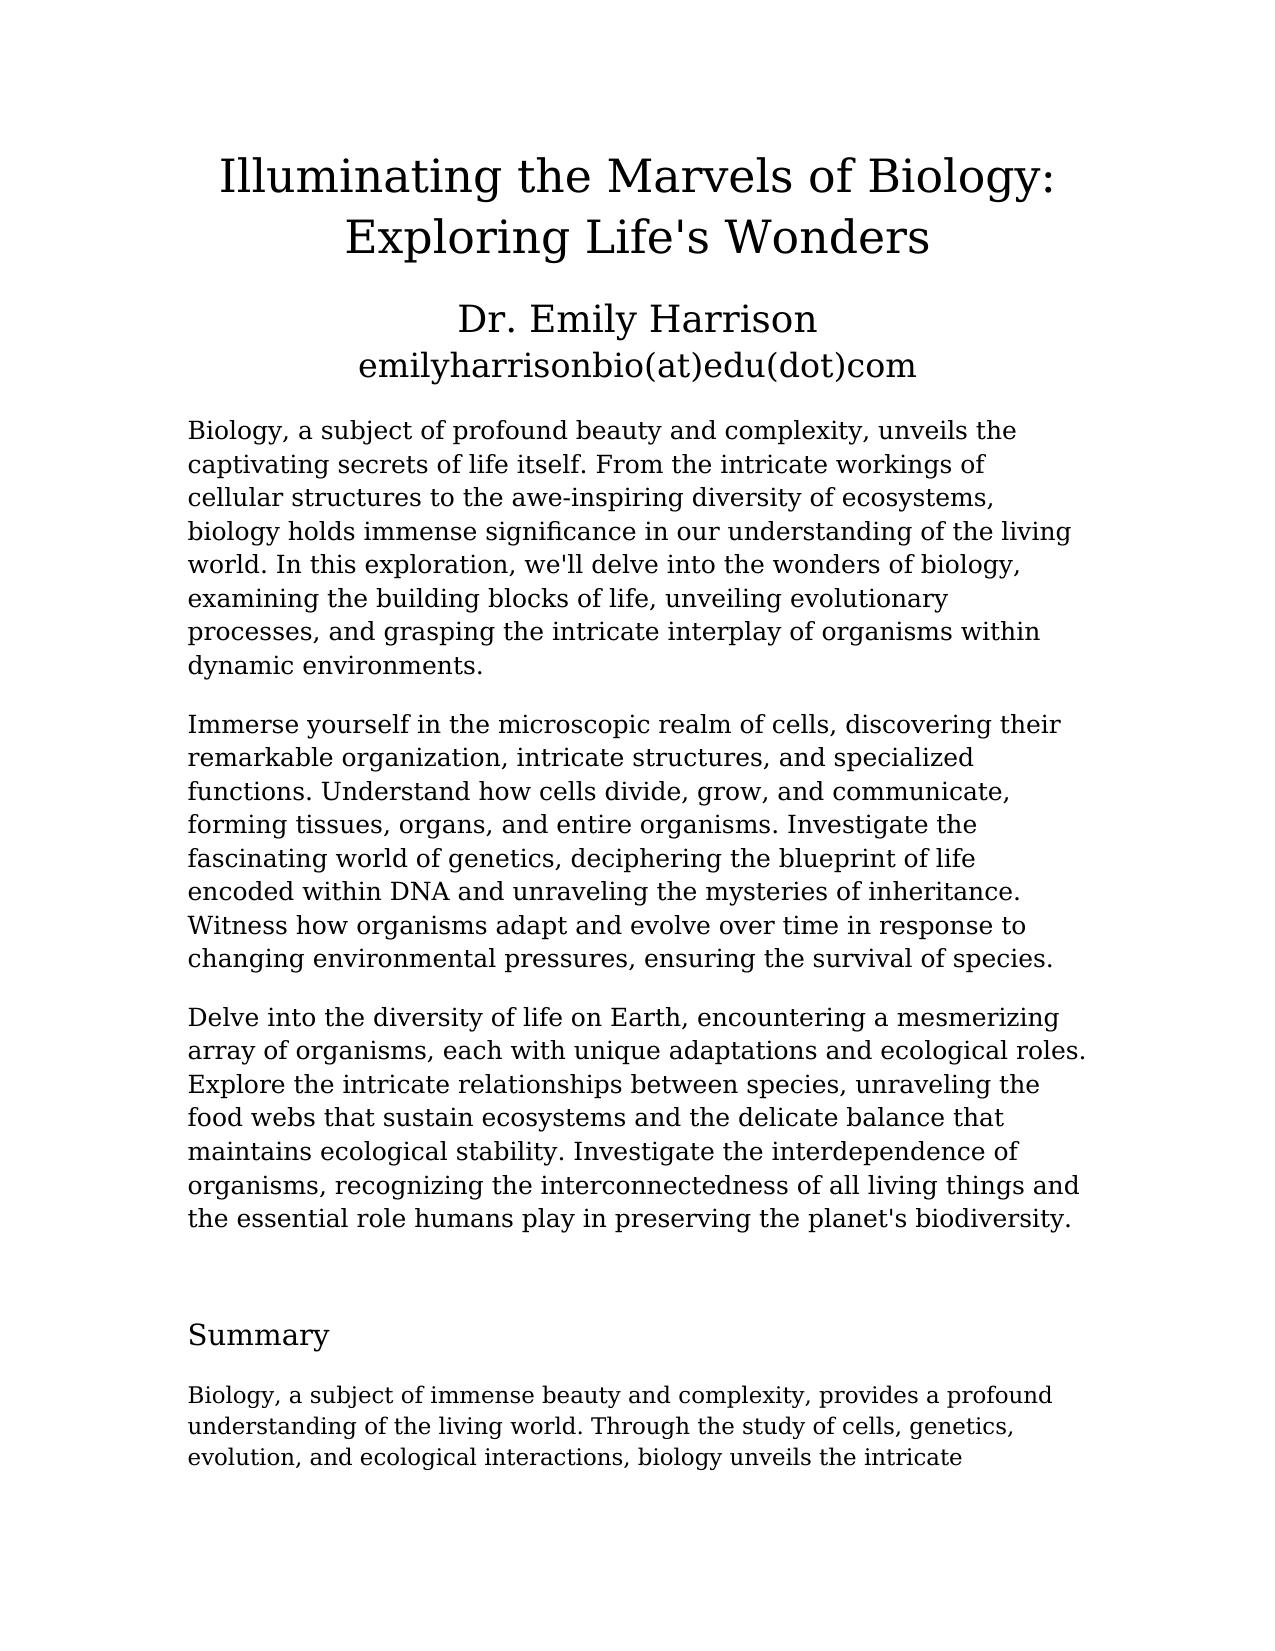 Illuminating the Marvels of Biology:
Exploring Life's Wonders
Dr. Emily Harrison
emilyharrisonbio(at)edu(dot)com
Biology, a subject of profound beauty and complexity, unveils the
captivating secrets of life itself. From the intricate workings of
cellular structures to the awe-inspiring diversity of ecosystems,
biology holds immense significance in our understanding of the living
world. In this exploration, we'll delve into the wonders of biology,
examining the building blocks of life, unveiling evolutionary
processes, and grasping the intricate interplay of organisms within
dynamic environments.
Immerse yourself in the microscopic realm of cells, discovering their
remarkable organization, intricate structures, and specialized
functions. Understand how cells divide, grow, and communicate,
forming tissues, organs, and entire organisms. Investigate the
fascinating world of genetics, deciphering the blueprint of life
encoded within DNA and unraveling the mysteries of inheritance.
Witness how organisms adapt and evolve over time in response to
changing environmental pressures, ensuring the survival of species.
Delve into the diversity of life on Earth, encountering a mesmerizing
array of organisms, each with unique adaptations and ecological roles.
Explore the intricate relationships between species, unraveling the
food webs that sustain ecosystems and the delicate balance that
maintains ecological stability. Investigate the interdependence of
organisms, recognizing the interconnectedness of all living things and
the essential role humans play in preserving the planet's biodiversity.
Summary
Biology, a subject of immense beauty and complexity, provides a profound
understanding of the living world. Through the study of cells, genetics,
evolution, and ecological interactions, biology unveils the intricate